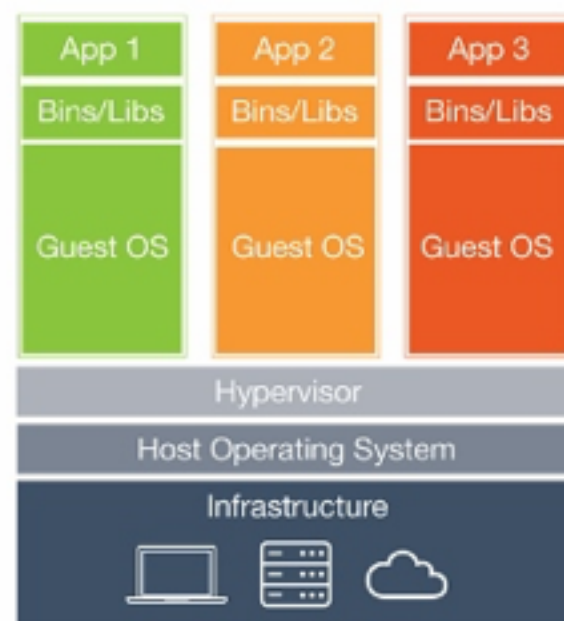 App 1 App 2 App 3
Bins/Libs Bins/Libs Bins/Libs
Guest OS Guest OS Guest OS
Hypervisor
Host Operating System
Infrastructure